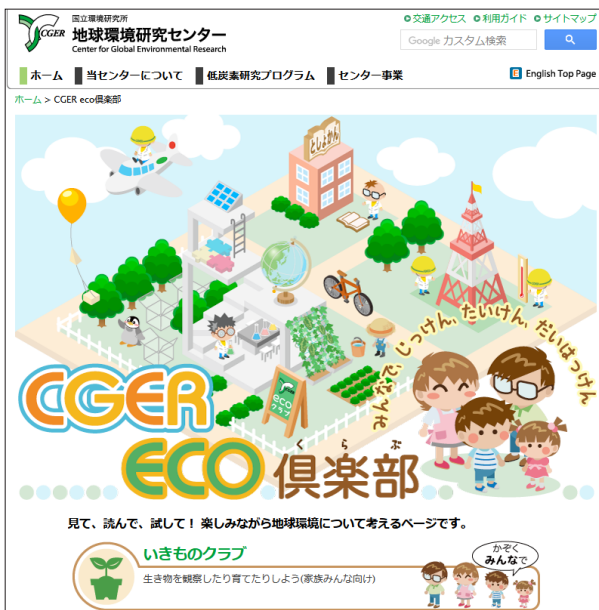 CGER
国立環境研究所
地球環境研究センター
Center for Global Environmental Research
交通アクセス 利用ガイド サイトマップ
Google カスタム検索
ホーム 当センターについて 低炭素研究プログラム センター事業 English Top Page
ホーム > CGER eco倶楽部
としょかん
みんなで、じっけん、たいけん、だいはっけん
eco
クラブ
CGER
ECO倶楽部
くらぶ
見て、読んで、試して！ 楽しみながら地球環境について考えるページです。
いきものクラブ
生き物を観察したり育てたりしよう(家族みんな向け)
かぞく
みんなで